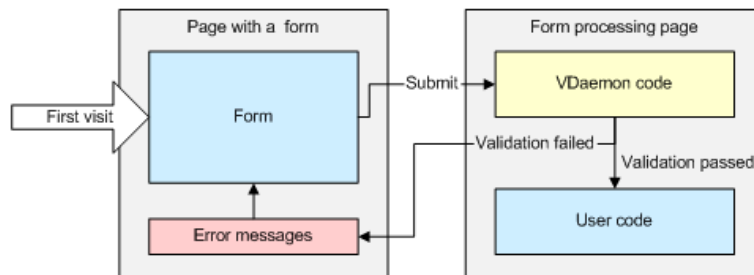 Page with a form
Form processing page
First visit
Form
Submit
VDaemon code
Validation failed
Validation passed
Error messages
User code